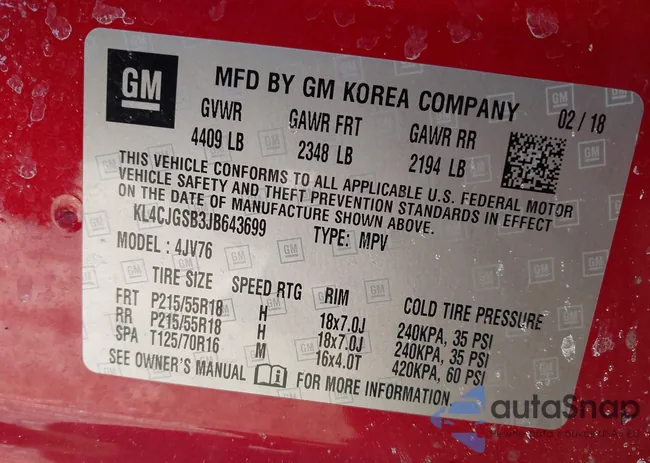 GM
MFD BY GM KOREA COMPANY 02 / 18
GVWR GAWR FRT GAWR RR
4409 LB 2348 LB 2194 LB
THIS VEHICLE CONFORMS TO ALL APPLICABLE U.S. FEDERAL MOTOR
VEHICLE SAFETY AND THEFT PREVENTION STANDARDS IN EFFECT
ON THE DATE OF MANUFACTURE SHOWN ABOVE.
KL4CJGSB3JB643699 TYPE: MPV
MODEL: 4JV76
TIRE SIZE SPEED RTG RIM COLD TIRE PRESSURE
FRT P215/55R18 H 18x7.0J 240KPA, 35 PSI
RR P215/55R18 H 18x7.0J 240KPA, 35 PSI
SPA T125/70R16 M 16x4.0T 420KPA, 60 PSI
SEE OWNER'S MANUAL FOR MORE INFORMATION.
autoSnap